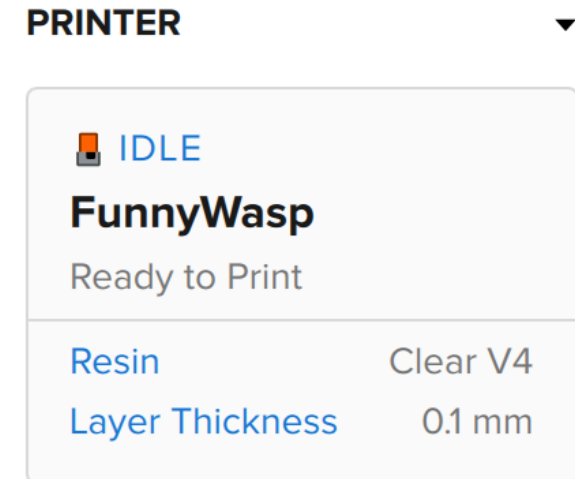 PRINTER
IDLE
FunnyWasp
Ready to Print
Resin Clear V4
Layer Thickness 0.1 mm